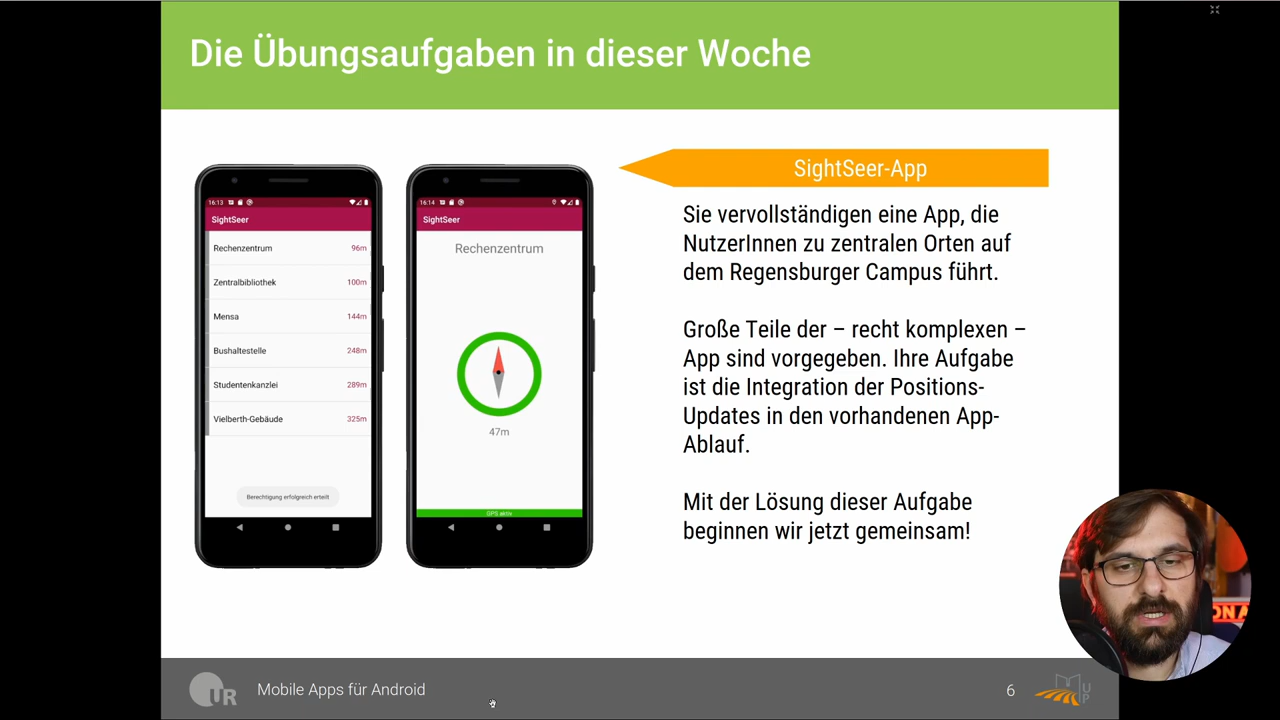 Die Übungsaufgaben in dieser Woche
16:13
SightSeer
Rechenzentrum 96m
Zentralbibliothek 100m
Mensa 144m
Bushaltestelle 248m
Studentenkanzlei 289m
Vielberth-Gebäude 325m
Berechtigung erfolgreich erteilt
16:14
SightSeer
Rechenzentrum
47m
GPS aktiv
SightSeer-App
Sie vervollständigen eine App, die
NutzerInnen zu zentralen Orten auf
dem Regensburger Campus führt.
Große Teile der – recht komplexen –
App sind vorgegeben. Ihre Aufgabe
ist die Integration der Positions-
Updates in den vorhandenen App-
Ablauf.
Mit der Lösung dieser Aufgabe
beginnen wir jetzt gemeinsam!
ON A
UR
Mobile Apps für Android
6
UP